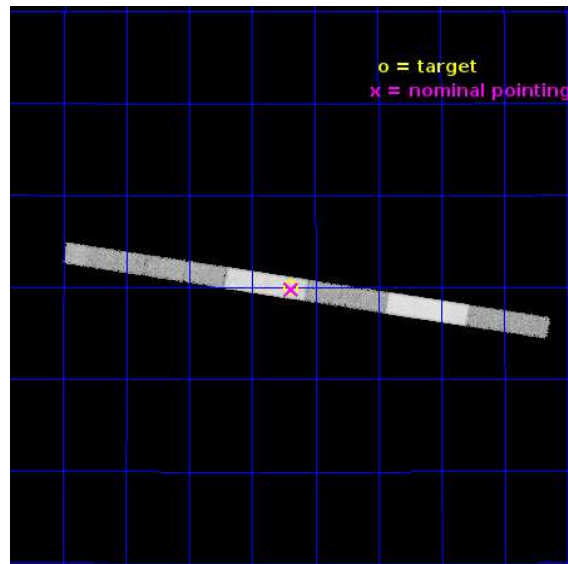 o = target
x = nominal pointing